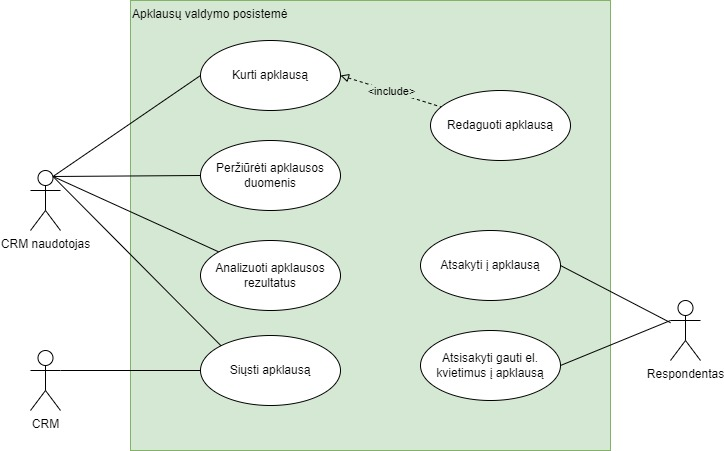 Apklausų valdymo posistemė
Kurti apklausą
<include>
Redaguoti apklausą
Peržiūrėti apklausos
duomenis
CRM naudotojas
Analizuoti apklausos
rezultatus
Atsakyti į apklausą
Siųsti apklausą
Atsisakyti gauti el.
kvietimus į apklausą
Respondentas
CRM